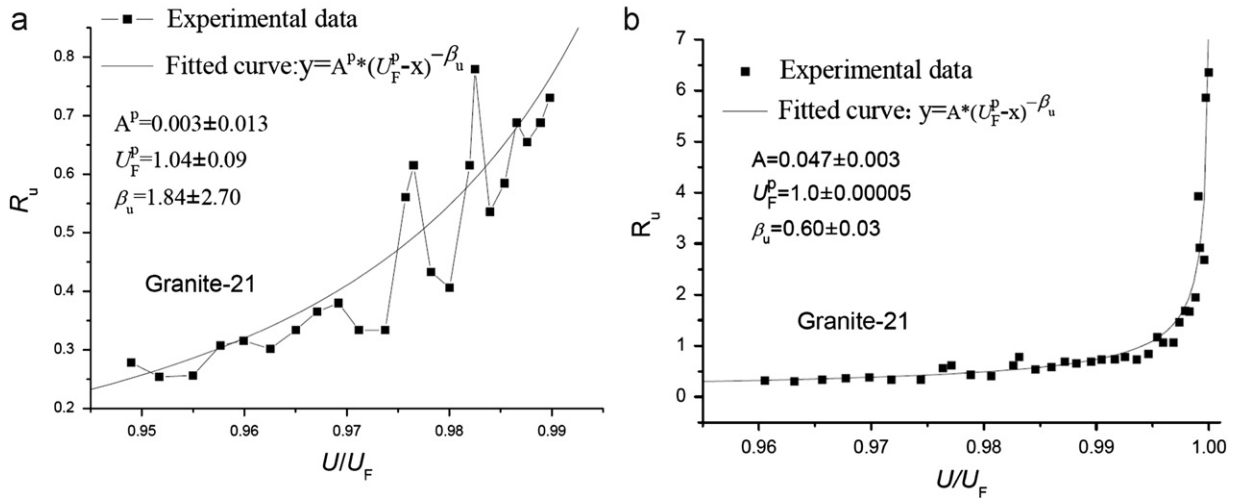 a
Experimental data
Fitted curve:y=A^p*(U_F^p-x)^-β_u
A^p=0.003±0.013
U_F^p=1.04±0.09
β_u=1.84±2.70
Granite-21
R_u
0.8
0.7
0.6
0.5
0.4
0.3
0.2
0.95
0.96
0.97
0.98
0.99
U/U_F
b
Experimental data
Fitted curve: y=A*(U_F^p-x)^-β_u
A=0.047±0.003
U_F^p=1.0±0.00005
β_u=0.60±0.03
Granite-21
R_u
7
6
5
4
3
2
1
0
0.96
0.97
0.98
0.99
1.00
U/U_F